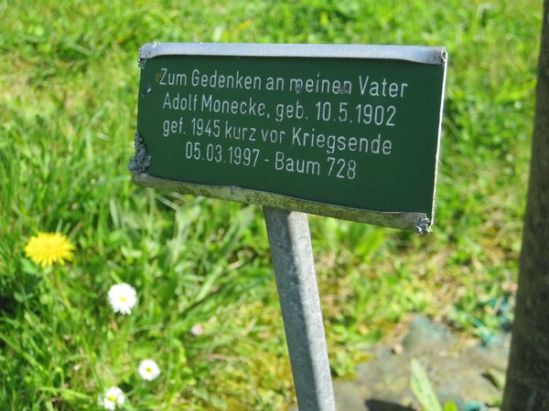 Zum Gedenken an meinen Vater
Adolf Monecke, geb. 10.5.1902
gef. 1945 kurz vor Kriegsende
05.03.1997 - Baum 728